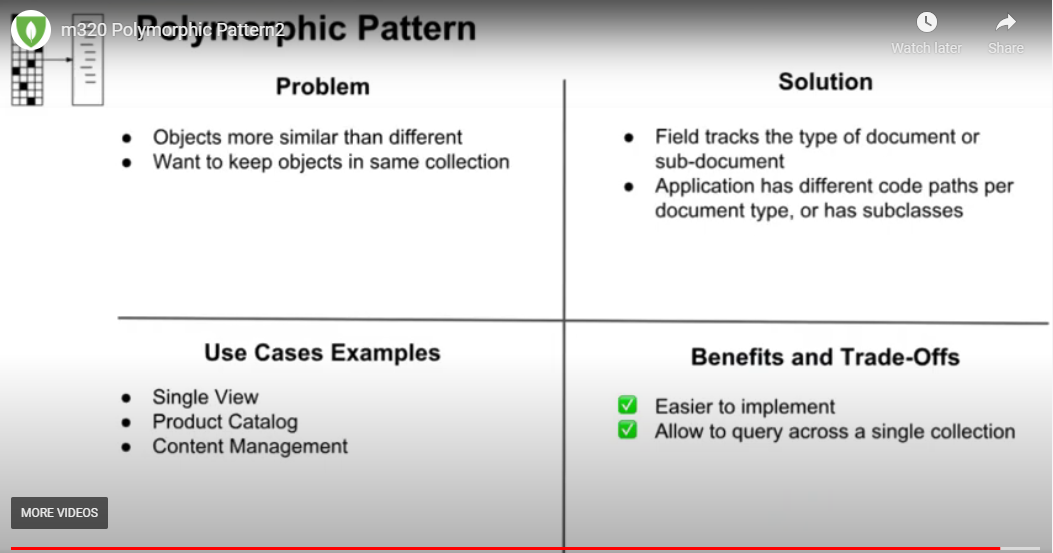 Polymorphic Pattern
m320 Polymorphic Pattern2
Watch later
Share
Problem
● Objects more similar than different
● Want to keep objects in same collection
Solution
● Field tracks the type of document or
sub-document
● Application has different code paths per
document type, or has subclasses
Use Cases Examples
● Single View
● Product Catalog
● Content Management
Benefits and Trade-Offs
✅ Easier to implement
✅ Allow to query across a single collection
MORE VIDEOS